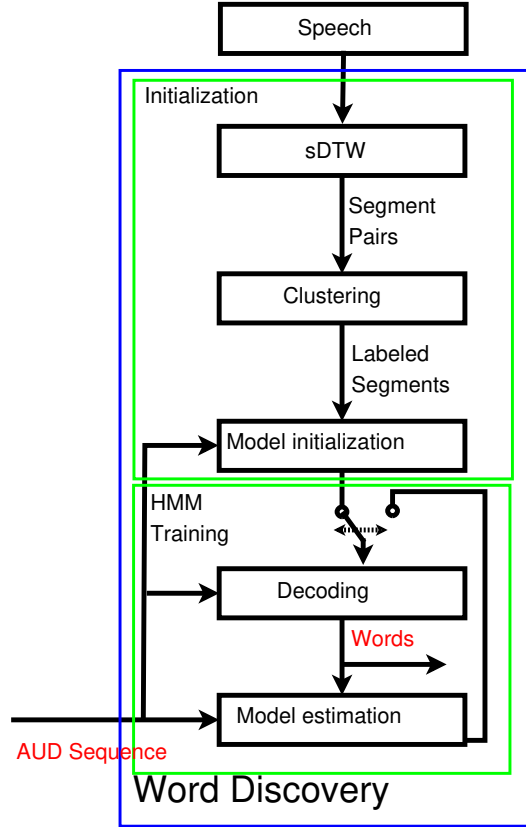 Speech
Initialization
sDTW
Segment
Pairs
Clustering
Labeled
Segments
Model initialization
HMM
Training
Decoding
Words
Model estimation
AUD Sequence
Word Discovery